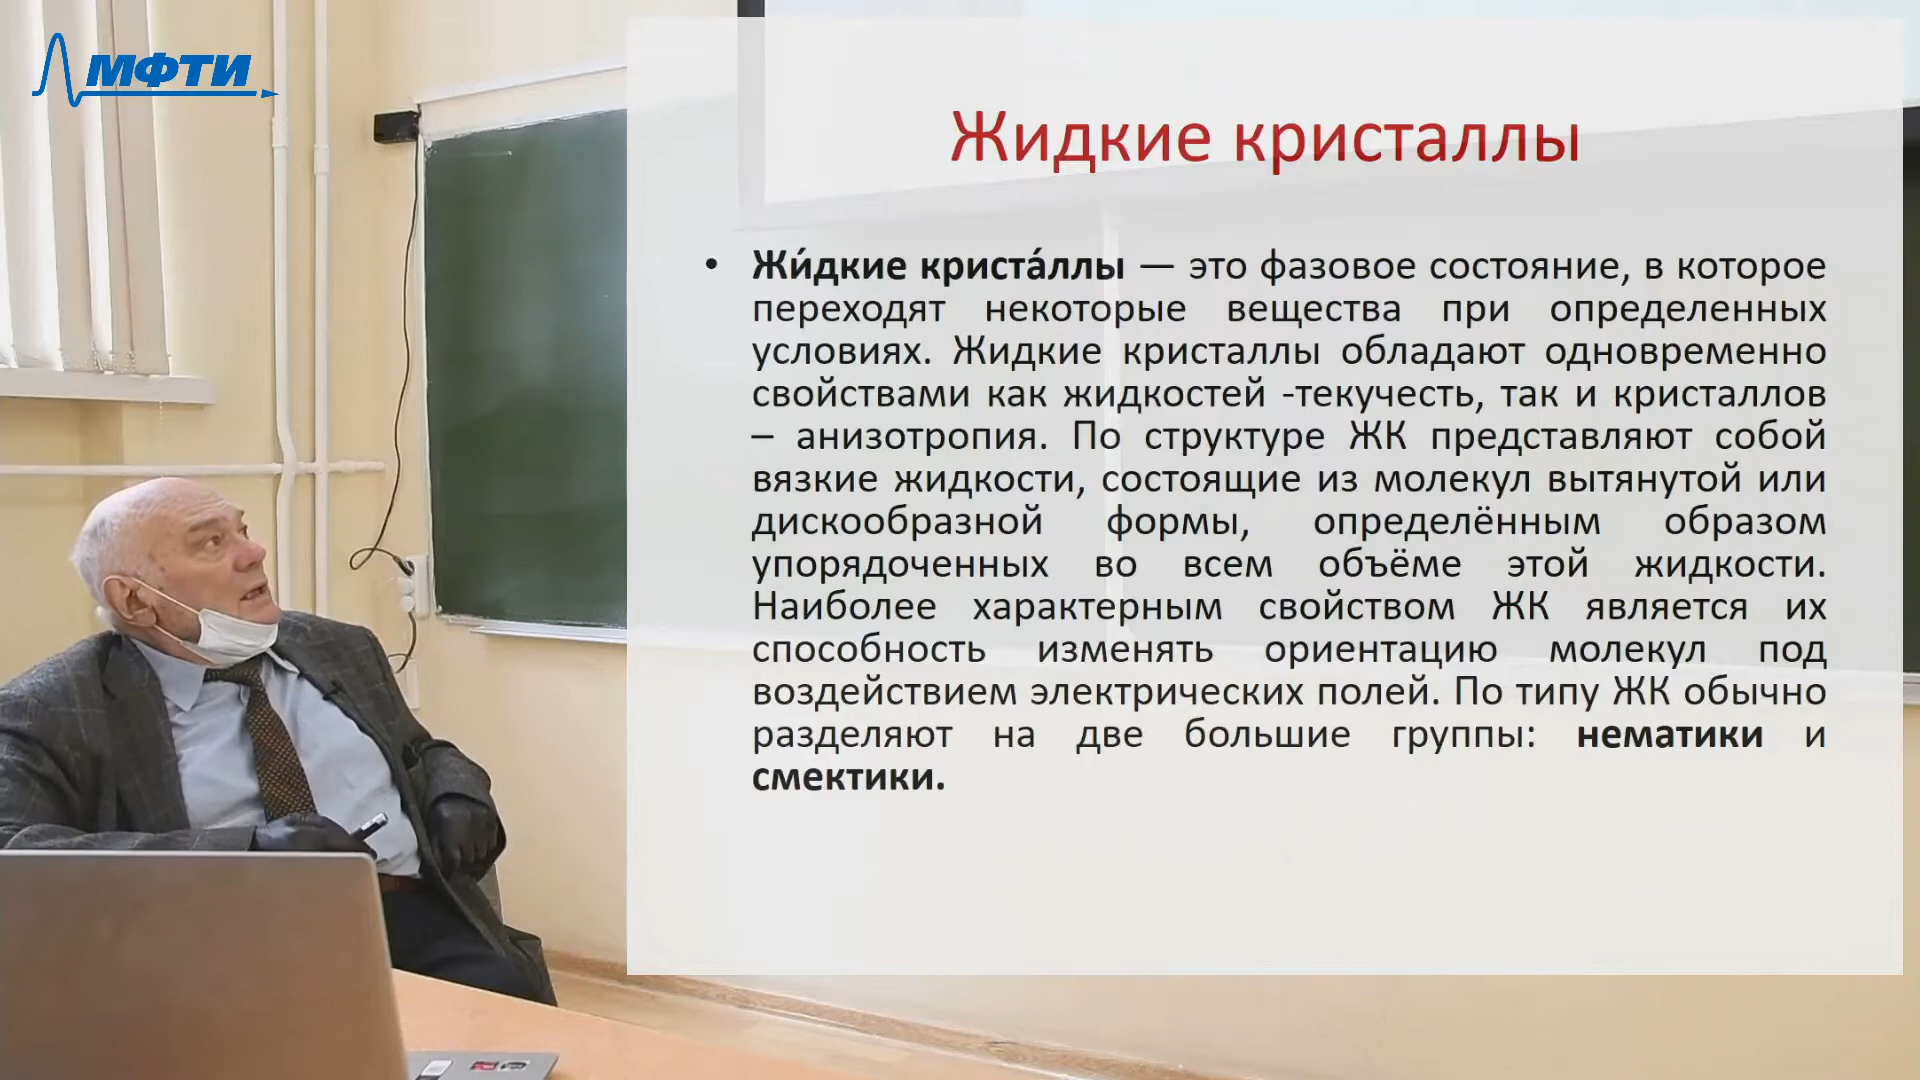 МФТИ
Жидкие кристаллы
• Жи́дкие криста́ллы — это фазовое состояние, в которое
переходят некоторые вещества при определенных
условиях. Жидкие кристаллы обладают одновременно
свойствами как жидкостей -текучесть, так и кристаллов
– анизотропия. По структуре ЖК представляют собой
вязкие жидкости, состоящие из молекул вытянутой или
дискообразной формы, определённым образом
упорядоченных во всем объёме этой жидкости.
Наиболее характерным свойством ЖК является их
способность изменять ориентацию молекул под
воздействием электрических полей. По типу ЖК обычно
разделяют на две большие группы: нематики и
смектики.